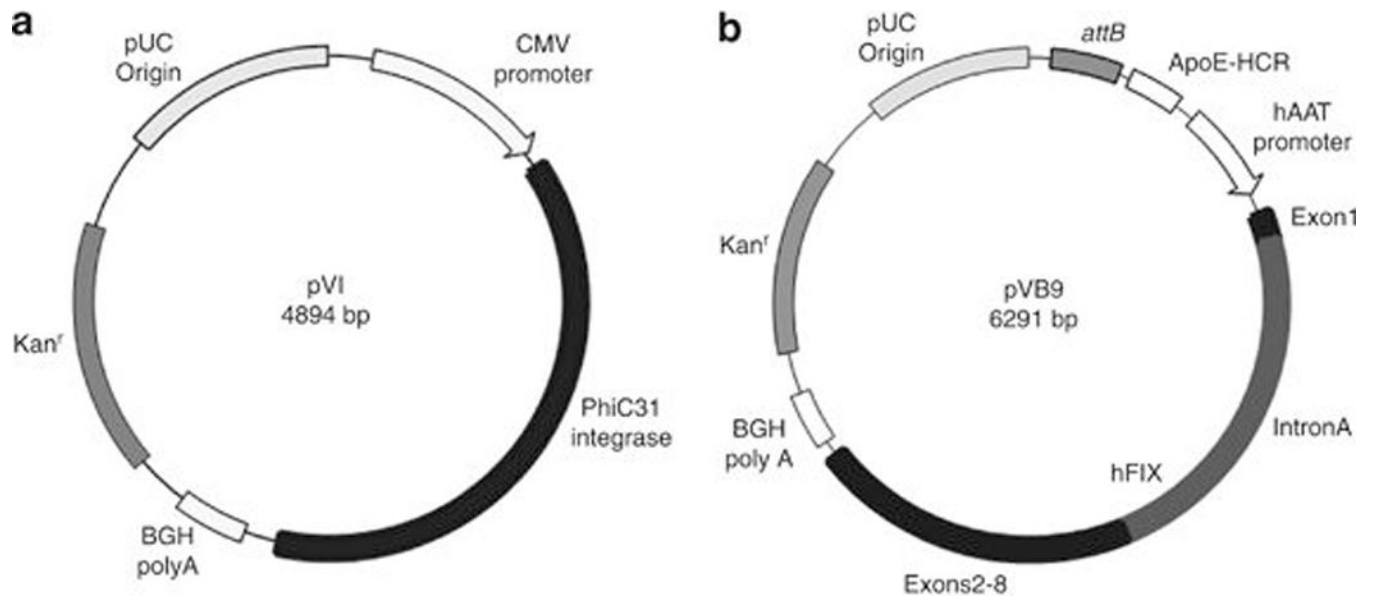 a
pUC
Origin
CMV
promoter
pVI
4894 bp
Kanʳ
PhiC31
integrase
BGH
polyA
b
pUC
Origin
attB
ApoE-HCR
hAAT
promoter
Exon1
Kanʳ
pVB9
6291 bp
BGH
poly A
hFIX
IntronA
Exons2-8